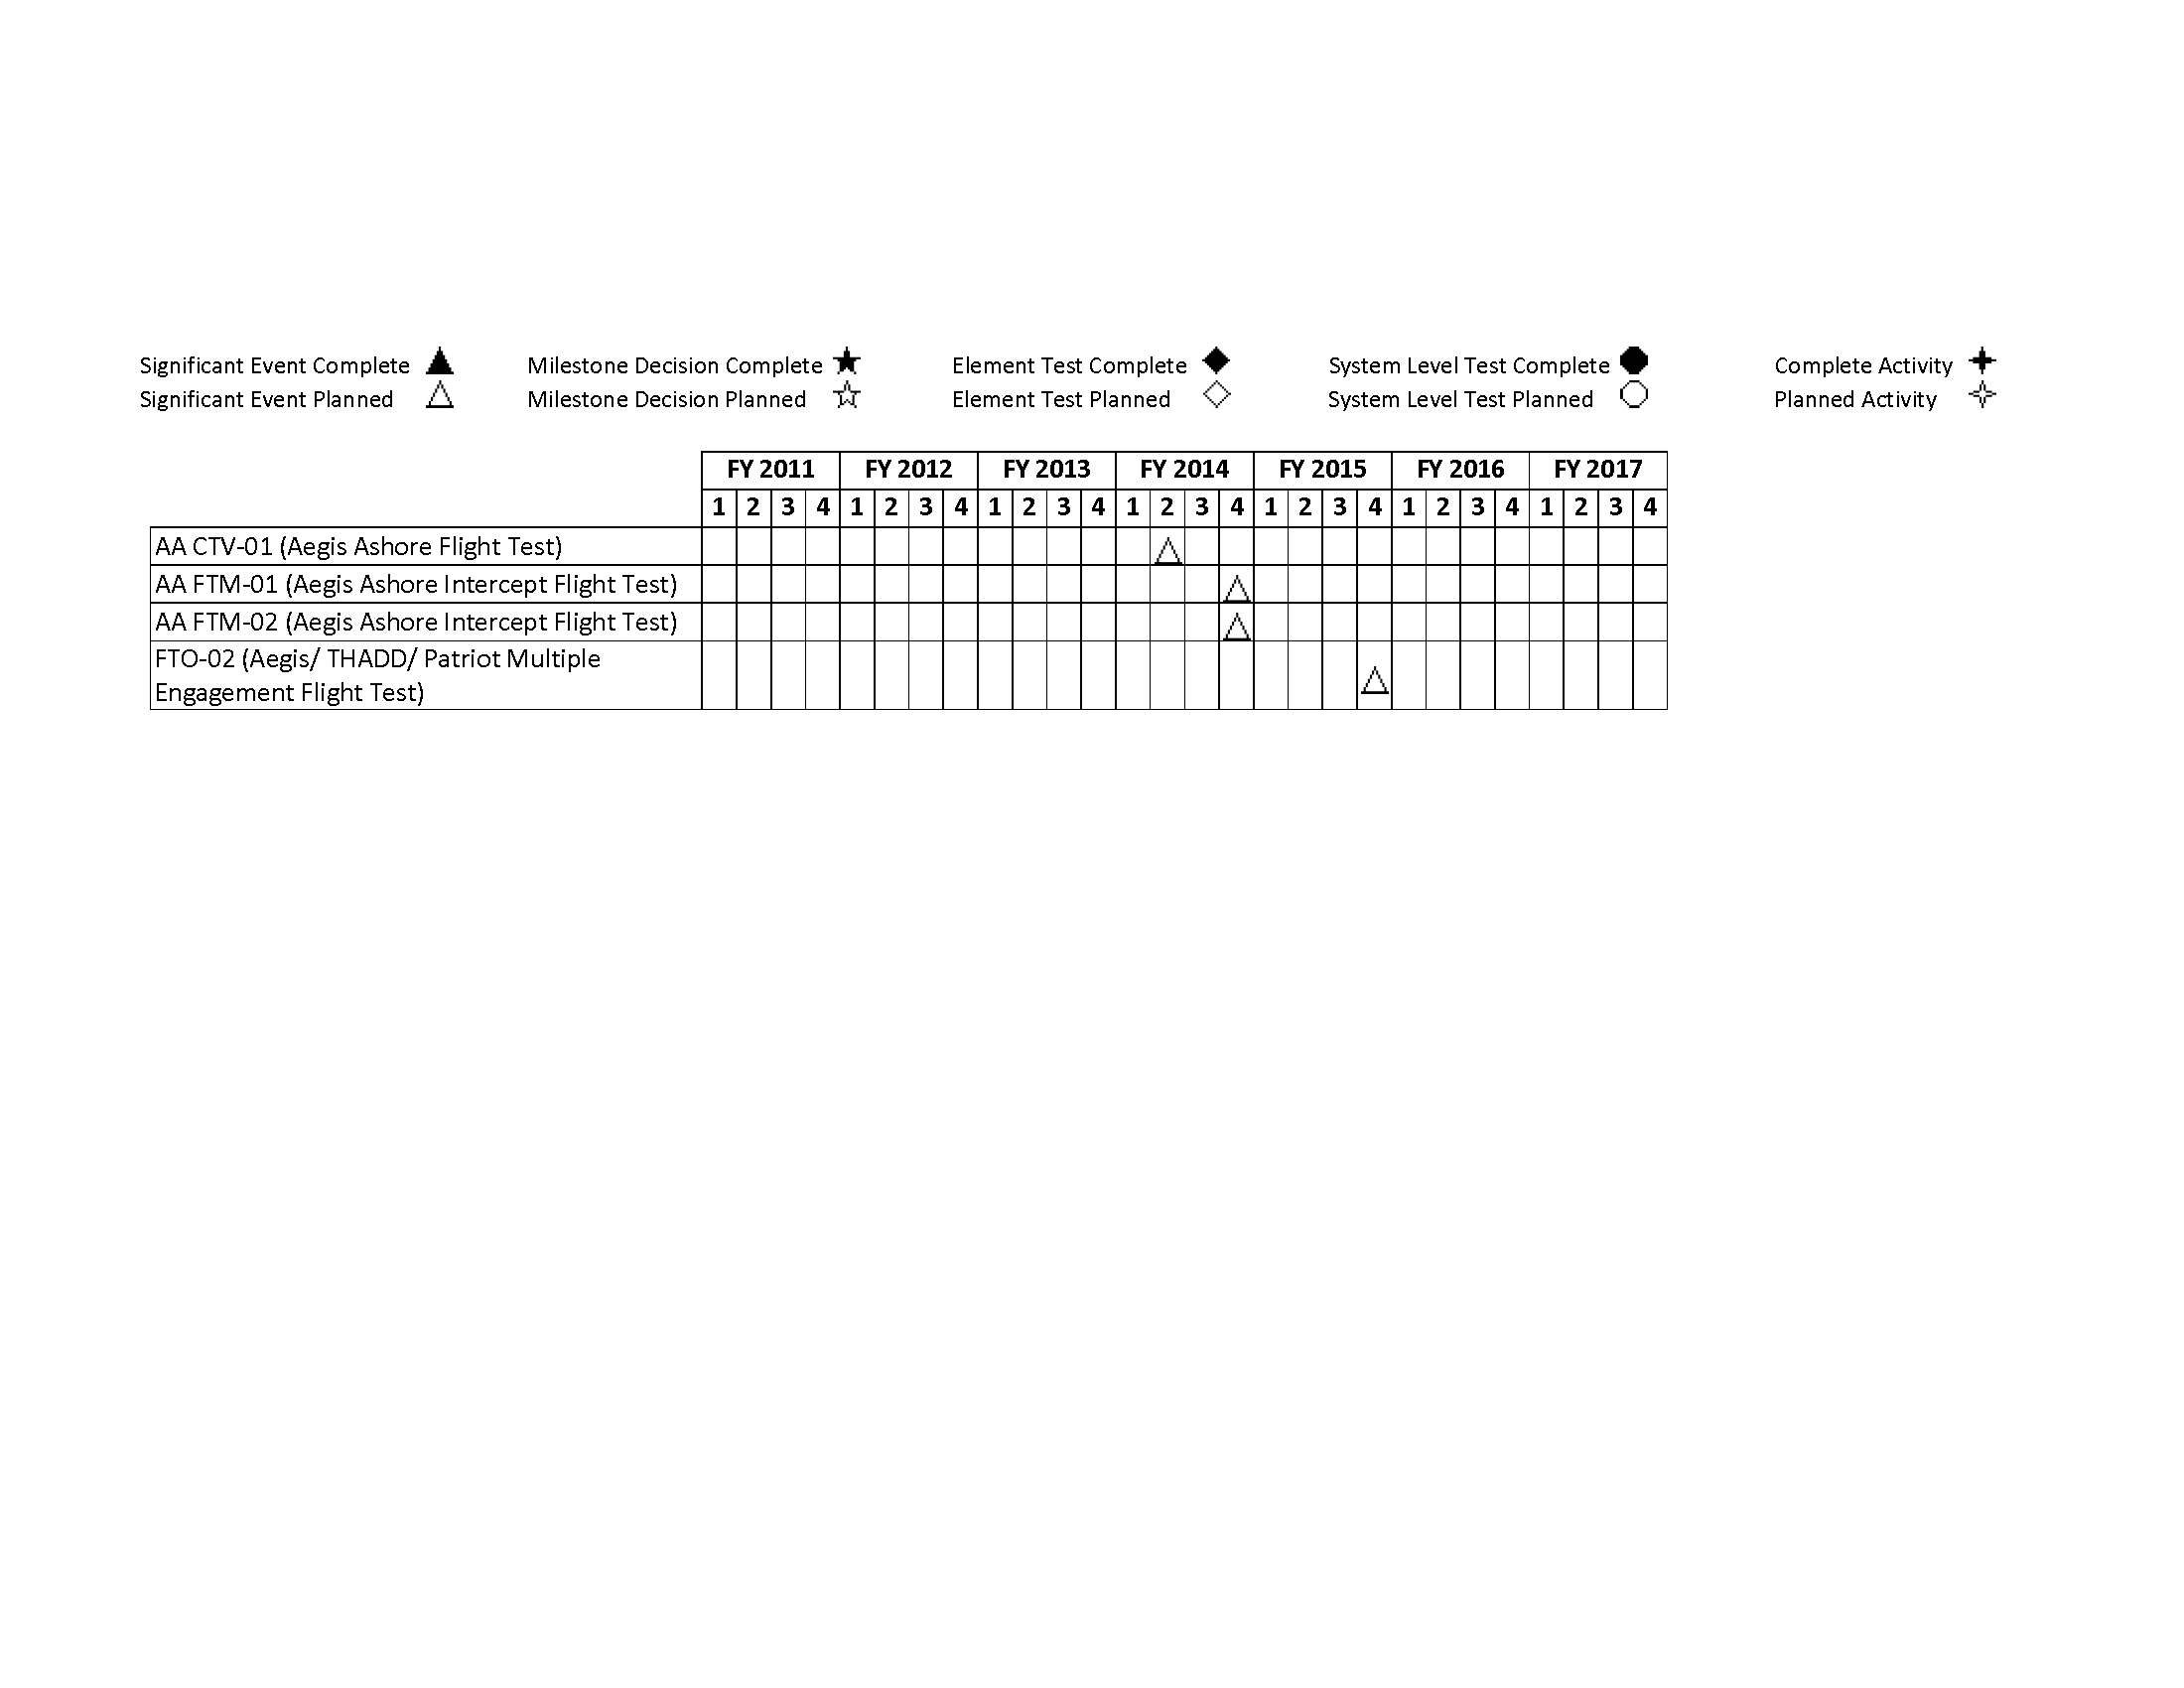 Significant Event Complete Milestone Decision Complete Element Test Complete System Level Test Complete Complete Activity
Significant Event Planned Milestone Decision Planned Element Test Planned System Level Test Planned Planned Activity
FY 2011 FY 2012 FY 2013 FY 2014 FY 2015 FY 2016 FY 2017
1 2 3 4 1 2 3 4 1 2 3 4 1 2 3 4 1 2 3 4 1 2 3 4 1 2 3 4
AA CTV-01 (Aegis Ashore Flight Test)
AA FTM-01 (Aegis Ashore Intercept Flight Test)
AA FTM-02 (Aegis Ashore Intercept Flight Test)
FTO-02 (Aegis/ THADD/ Patriot Multiple
Engagement Flight Test)